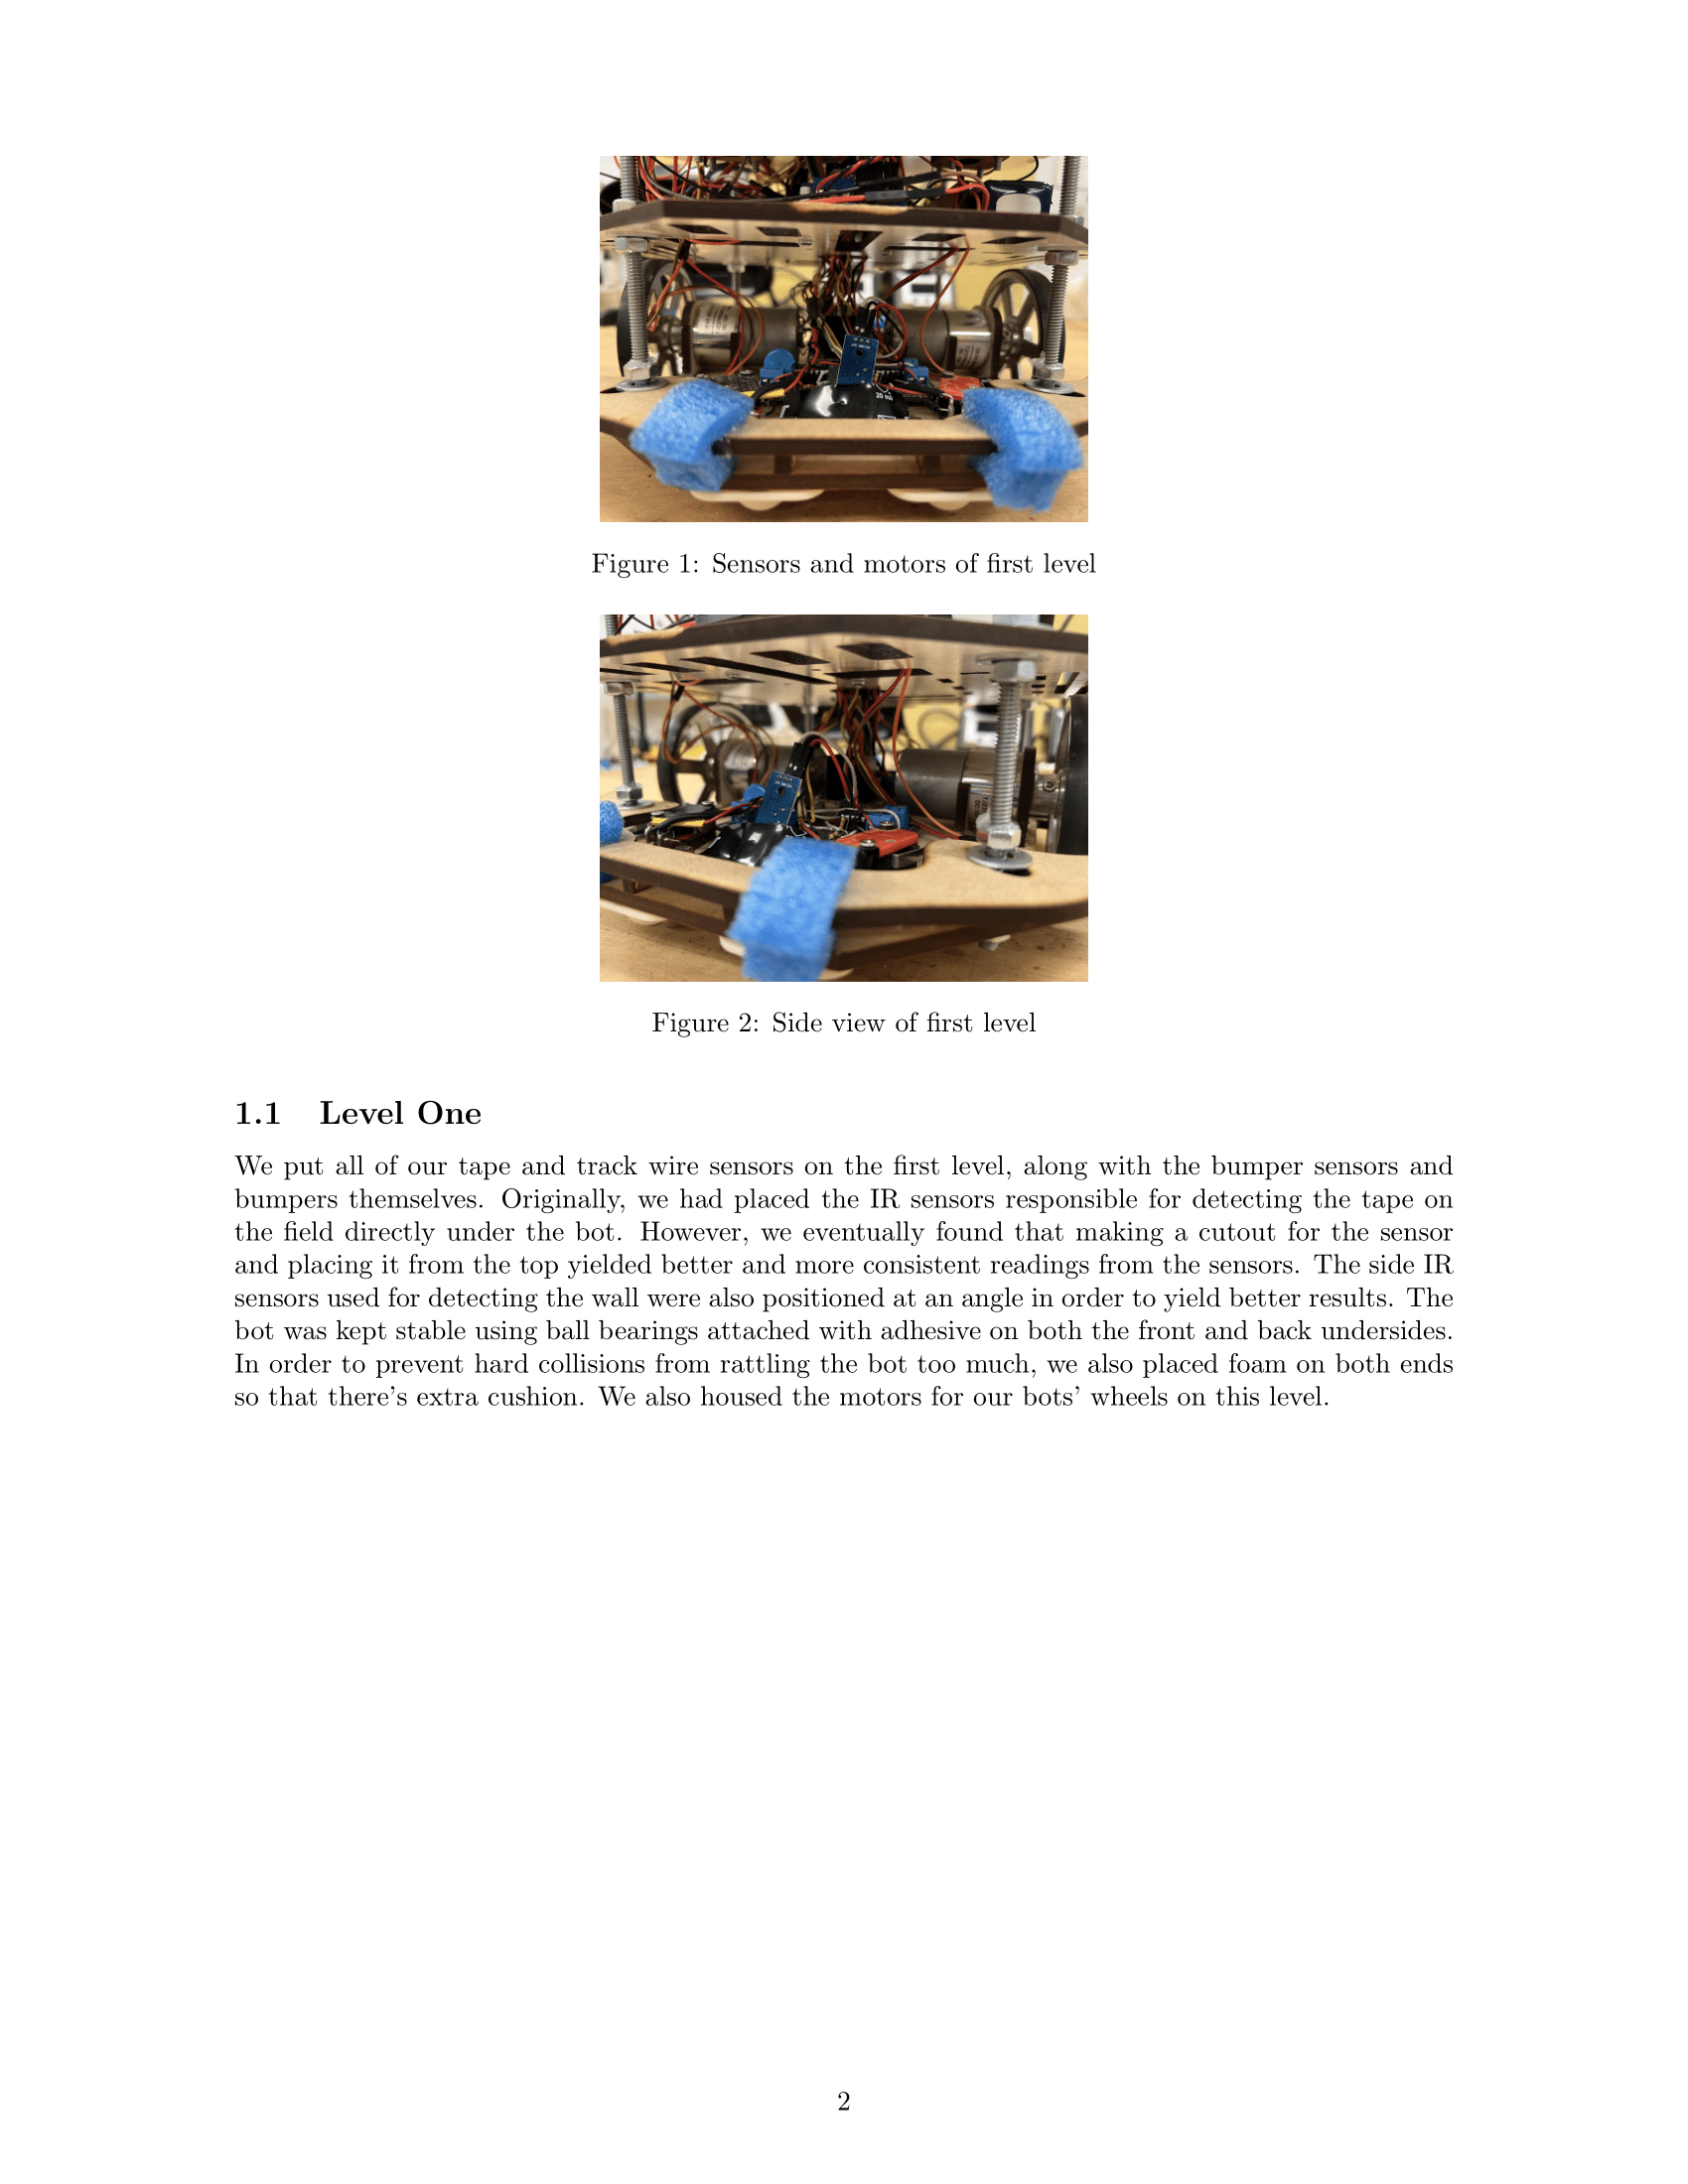 20 mm
Figure 1: Sensors and motors of first level
Figure 2: Side view of first level
1.1 Level One
We put all of our tape and track wire sensors on the first level, along with the bumper sensors and
bumpers themselves. Originally, we had placed the IR sensors responsible for detecting the tape on
the field directly under the bot. However, we eventually found that making a cutout for the sensor
and placing it from the top yielded better and more consistent readings from the sensors. The side IR
sensors used for detecting the wall were also positioned at an angle in order to yield better results. The
bot was kept stable using ball bearings attached with adhesive on both the front and back undersides.
In order to prevent hard collisions from rattling the bot too much, we also placed foam on both ends
so that there's extra cushion. We also housed the motors for our bots' wheels on this level.
2